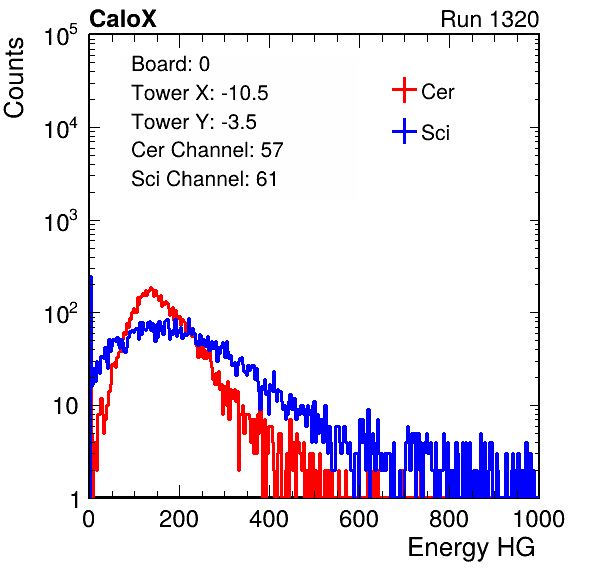 CaloX Run 1320
Counts
10^5
10^4
10^3
10^2
10
1
Board: 0
Tower X: -10.5
Tower Y: -3.5
Cer Channel: 57
Sci Channel: 61
Cer
Sci
0 200 400 600 800 1000
Energy HG